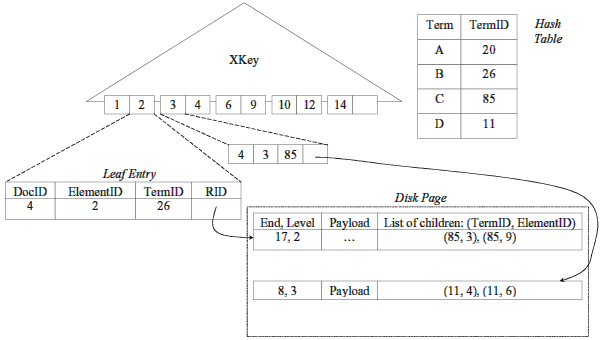 XKey
1 2 3 4 6 9 10 12 14
Term TermID
A 20
B 26
C 85
D 11
Hash
Table
4 3 85
Leaf Entry
DocID ElementID TermID RID
4 2 26
Disk Page
End, Level Payload List of children: (TermID, ElementID)
17, 2 ... (85, 3), (85, 9)
8, 3 Payload (11, 4), (11, 6)